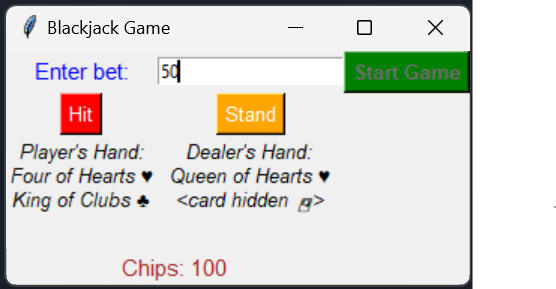 Blackjack Game
Enter bet: 50 Start Game
Hit Stand
Player's Hand: Dealer's Hand:
Four of Hearts ♥ Queen of Hearts ♥
King of Clubs ♣ <card hidden 🂠>
Chips: 100